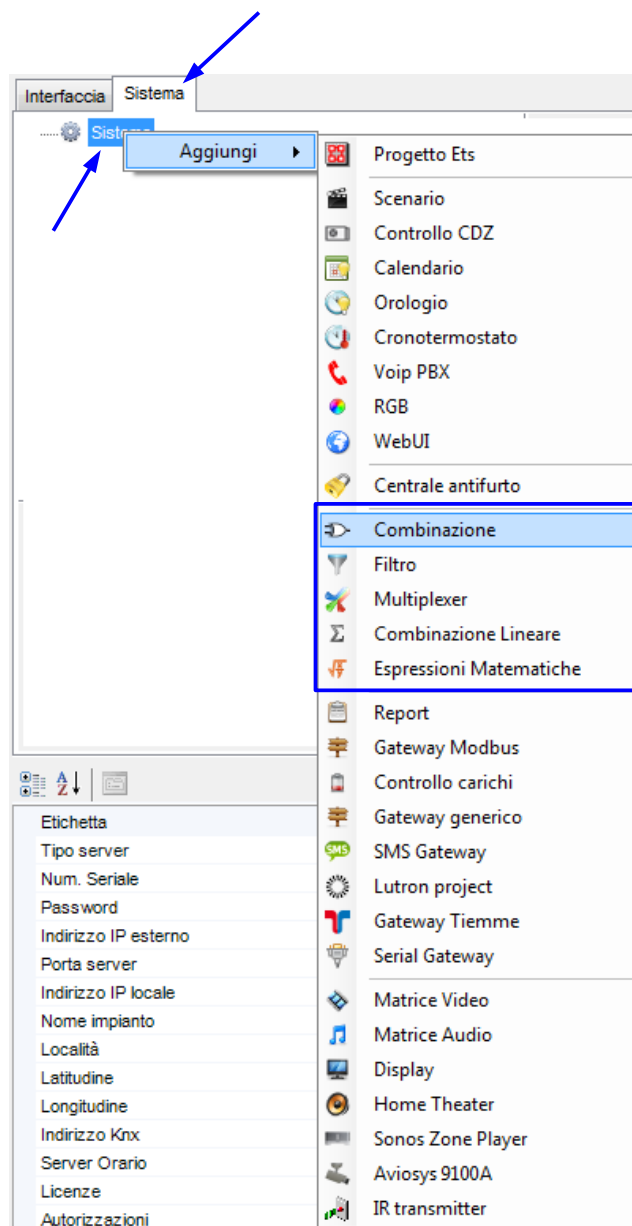 Interfaccia
Sistema
Sistema
Aggiungi
Progetto Ets
Scenario
Controllo CDZ
Calendario
Orologio
Cronotermostato
Voip PBX
RGB
WebUI
Centrale antifurto
Combinazione
Filtro
Multiplexer
Combinazione Lineare
Espressioni Matematiche
Report
Gateway Modbus
Controllo carichi
Gateway generico
SMS
SMS Gateway
Lutron project
Gateway Tiemme
Serial Gateway
Matrice Video
Matrice Audio
Display
Home Theater
Sonos Zone Player
Aviosys 9100A
IR transmitter
Etichetta
Tipo server
Num. Seriale
Password
Indirizzo IP esterno
Porta server
Indirizzo IP locale
Nome impianto
Località
Latitudine
Longitudine
Indirizzo Knx
Server Orario
Licenze
Autorizzazioni